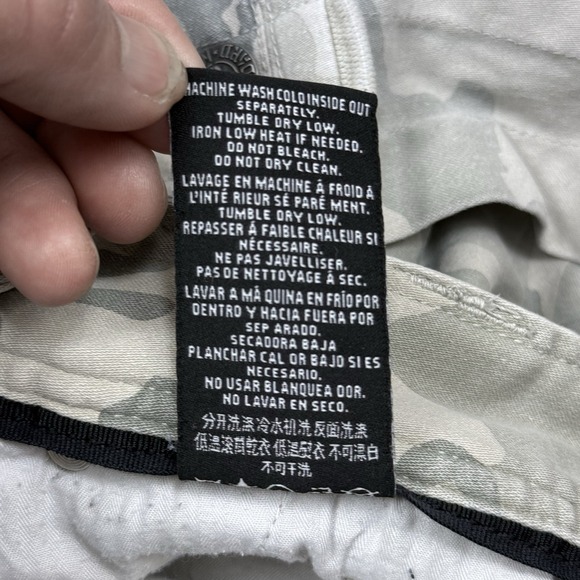 MACHINE WASH COLD INSIDE OUT
SEPARATELY.
TUMBLE DRY LOW.
IRON LOW HEAT IF NEEDED.
DO NOT BLEACH.
DO NOT DRY CLEAN.
LAVAGE EN MACHINE Á FROID À
L'INTÉ RIEUR SÉ PARÉ MENT.
TUMBLE DRY LOW.
REPASSER Á FAIBLE CHALEUR SI
NÉCESSAIRE.
NE PAS JAVELLISER.
PAS DE NETTOYAGE Á SEC.
LAVAR A MÁ QUINA EN FRÍO POR
DENTRO Y HACIA FUERA POR
SEP ARADO.
SECADORA BAJA
PLANCHAR CAL OR BAJO SI ES
NECESARIO.
NO USAR BLANQUEA DOR.
NO LAVAR EN SECO.
分开洗涤 冷水机洗 反面洗涤
低温滚筒乾衣 低温熨衣 不可漂白
不可干洗